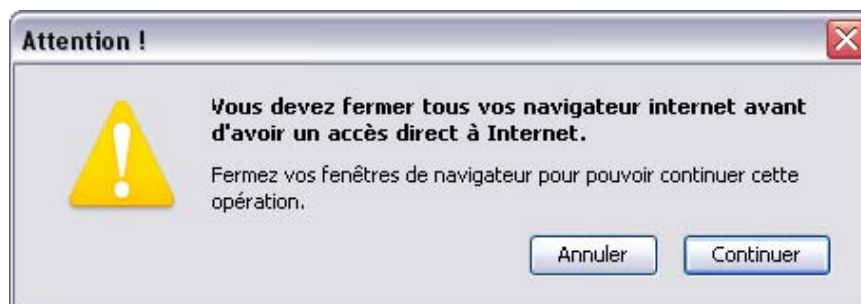 Attention !
Vous devez fermer tous vos navigateur internet avant
d'avoir un accès direct à Internet.
Fermez vos fenêtres de navigateur pour pouvoir continuer cette
opération.
Annuler Continuer